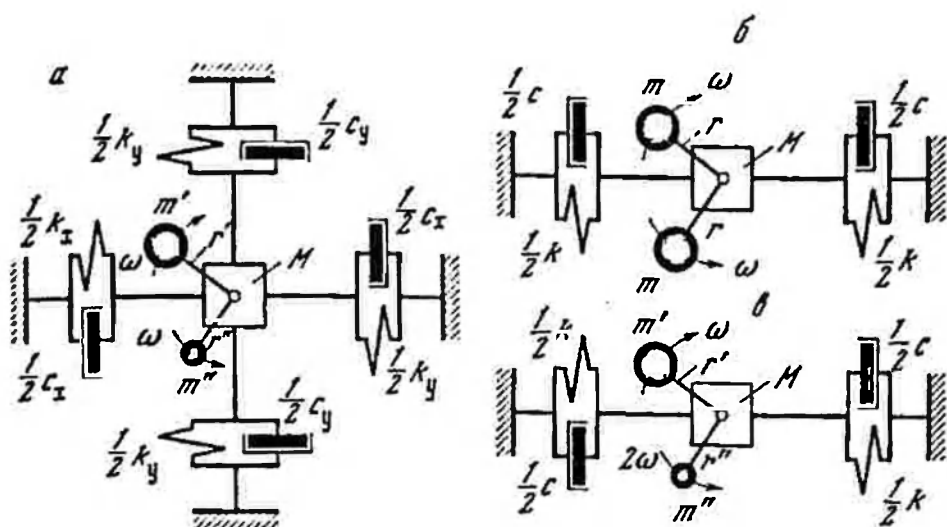 а
½ k_y
½ c_y
½ k_x
m'
r'
½ c_x
ω
M
ω
r"
m"
½ c_x
½ k_y
½ c_y
½ k_y
б
½ c
m
ω
r
M
½ c
½ k
r
m
ω
½ k
в
m'
ω
r'
M
½ c
½ c
2ω
r"
m"
½ k